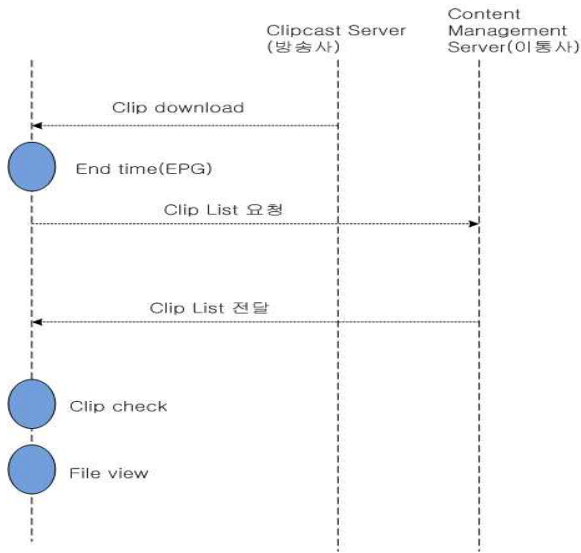 Clipcast Server
(방송사)
Content
Management
Server(이통사)
Clip download
End time(EPG)
Clip List 요청
Clip List 전달
Clip check
File view